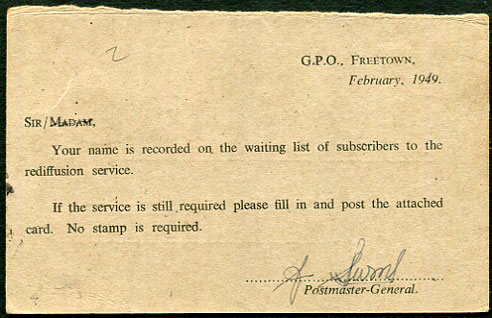 2
G.P.O., FREETOWN,
February, 1949.
SIR/MADAM,
Your name is recorded on the waiting list of subscribers to the
rediffusion service.
If the service is still required please fill in and post the attached
card. No stamp is required.
Postmaster-General.